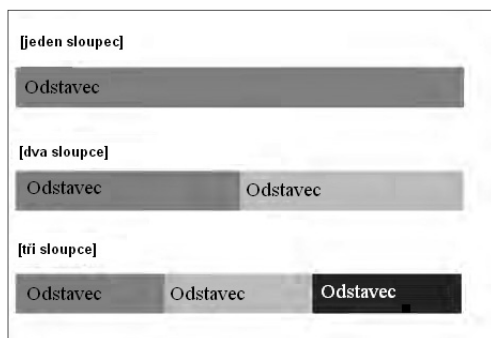 [jeden sloupec]
Odstavec
[dva sloupce]
Odstavec Odstavec
[tři sloupce]
Odstavec Odstavec Odstavec